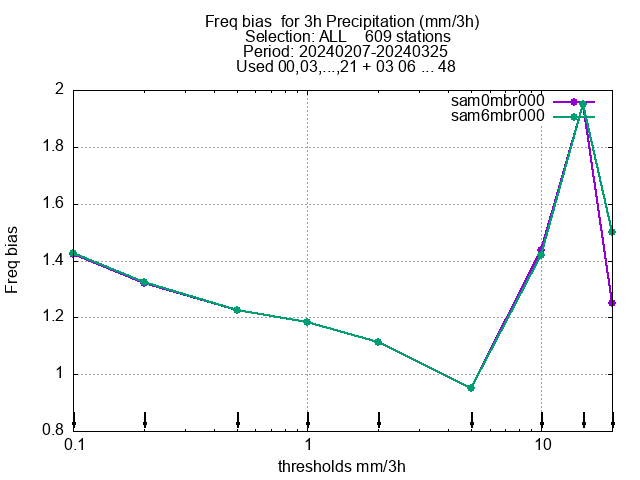 Freq bias  for 3h Precipitation (mm/3h)
Selection: ALL    609 stations
Period: 20240207-20240325
Used 00,03,...,21 + 03 06 ... 48
sam0mbr000
sam6mbr000
2
1.8
1.6
1.4
1.2
1
0.8
Freq bias
0.1 1 10
thresholds mm/3h